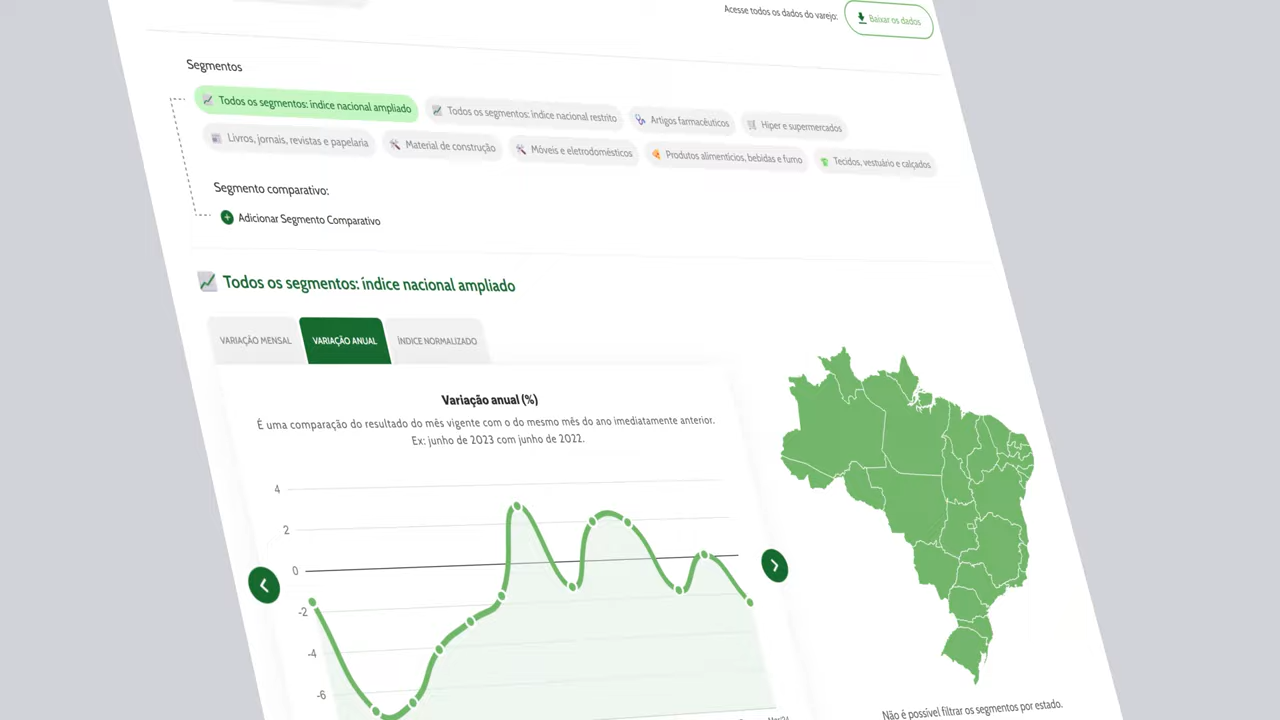 Acesse todos os dados do varejo:
Baixar os dados
Segmentos
Todos os segmentos: índice nacional ampliado
Todos os segmentos: índice nacional restrito
Artigos farmacêuticos
Hiper e supermercados
Livros, jornais, revistas e papelaria
Material de construção
Móveis e eletrodomésticos
Produtos alimentícios, bebidas e fumo
Tecidos, vestuário e calçados
Segmento comparativo:
Adicionar Segmento Comparativo
Todos os segmentos: índice nacional ampliado
VARIAÇÃO MENSAL
VARIAÇÃO ANUAL
ÍNDICE NORMALIZADO
Variação anual (%)
É uma comparação do resultado do mês vigente com o do mesmo mês do ano imediatamente anterior.
Ex: junho de 2023 com junho de 2022.
4
2
0
-2
-4
-6
Não é possível filtrar os segmentos por estado.